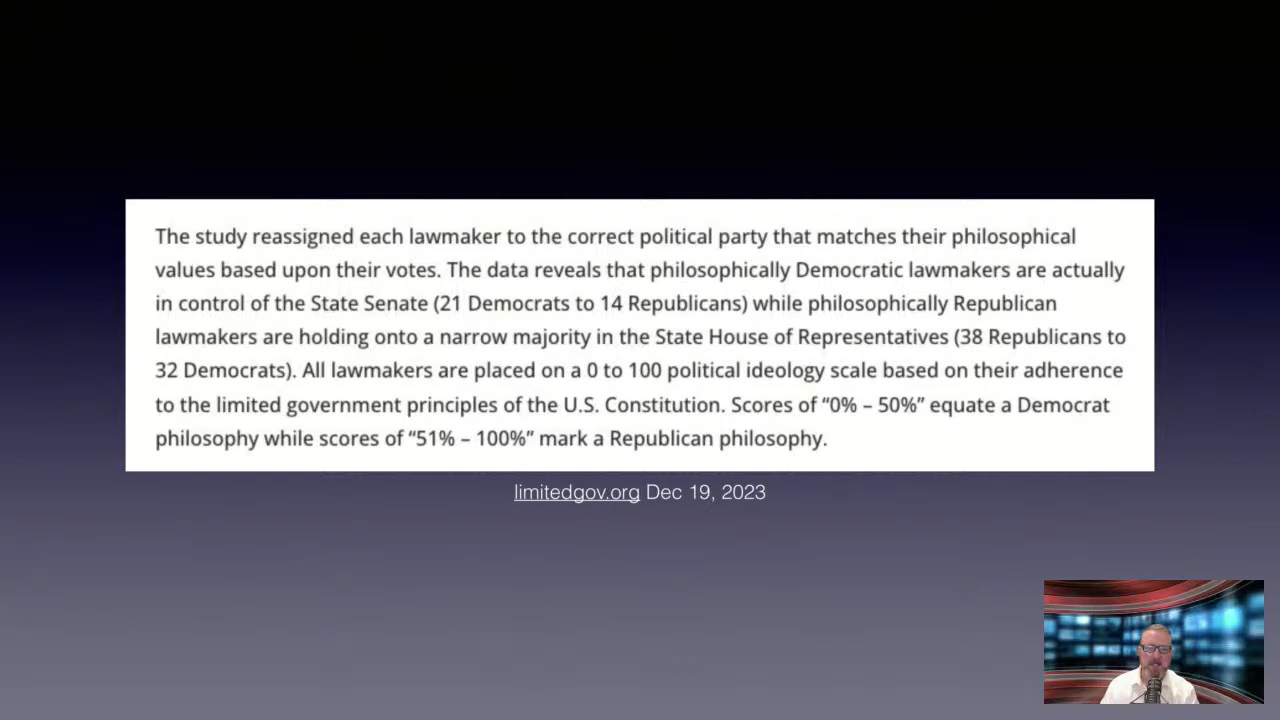 The study reassigned each lawmaker to the correct political party that matches their philosophical
values based upon their votes. The data reveals that philosophically Democratic lawmakers are actually
in control of the State Senate (21 Democrats to 14 Republicans) while philosophically Republican
lawmakers are holding onto a narrow majority in the State House of Representatives (38 Republicans to
32 Democrats). All lawmakers are placed on a 0 to 100 political ideology scale based on their adherence
to the limited government principles of the U.S. Constitution. Scores of “0% – 50%” equate a Democrat
philosophy while scores of “51% – 100%” mark a Republican philosophy.
limitedgov.org Dec 19, 2023